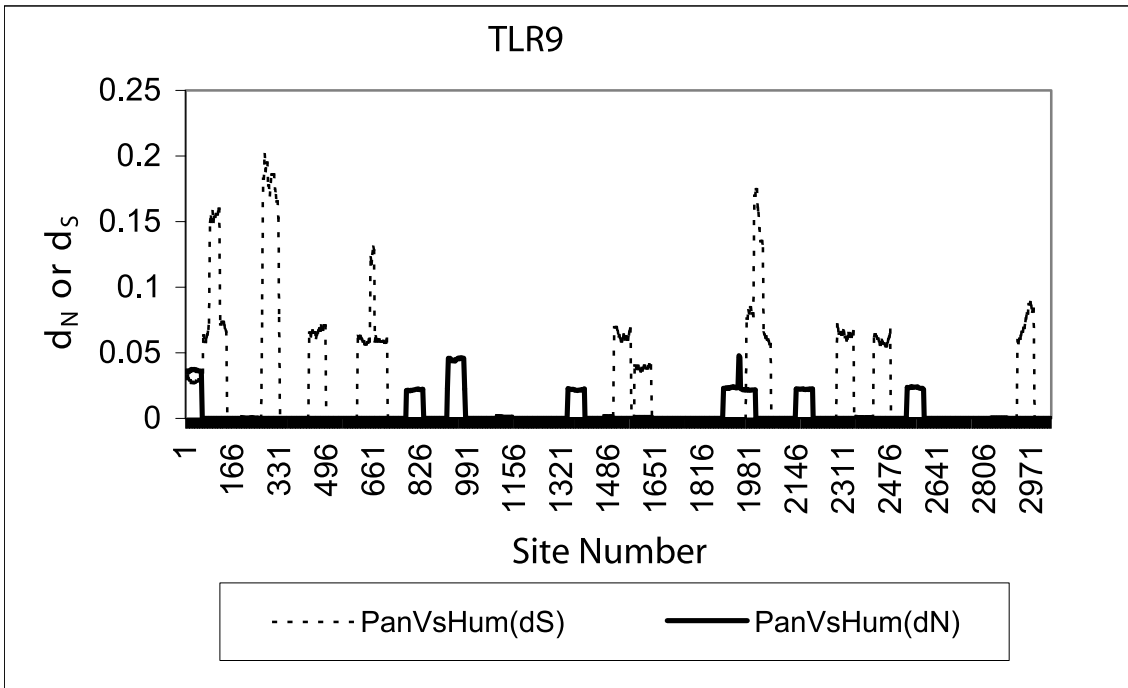 TLR9
0.25
0.2
0.15
0.1
0.05
0
dN or dS
1 166 331 496 661 826 991 1156 1321 1486 1651 1816 1981 2146 2311 2476 2641 2806 2971
Site Number
PanVsHum(dS) PanVsHum(dN)